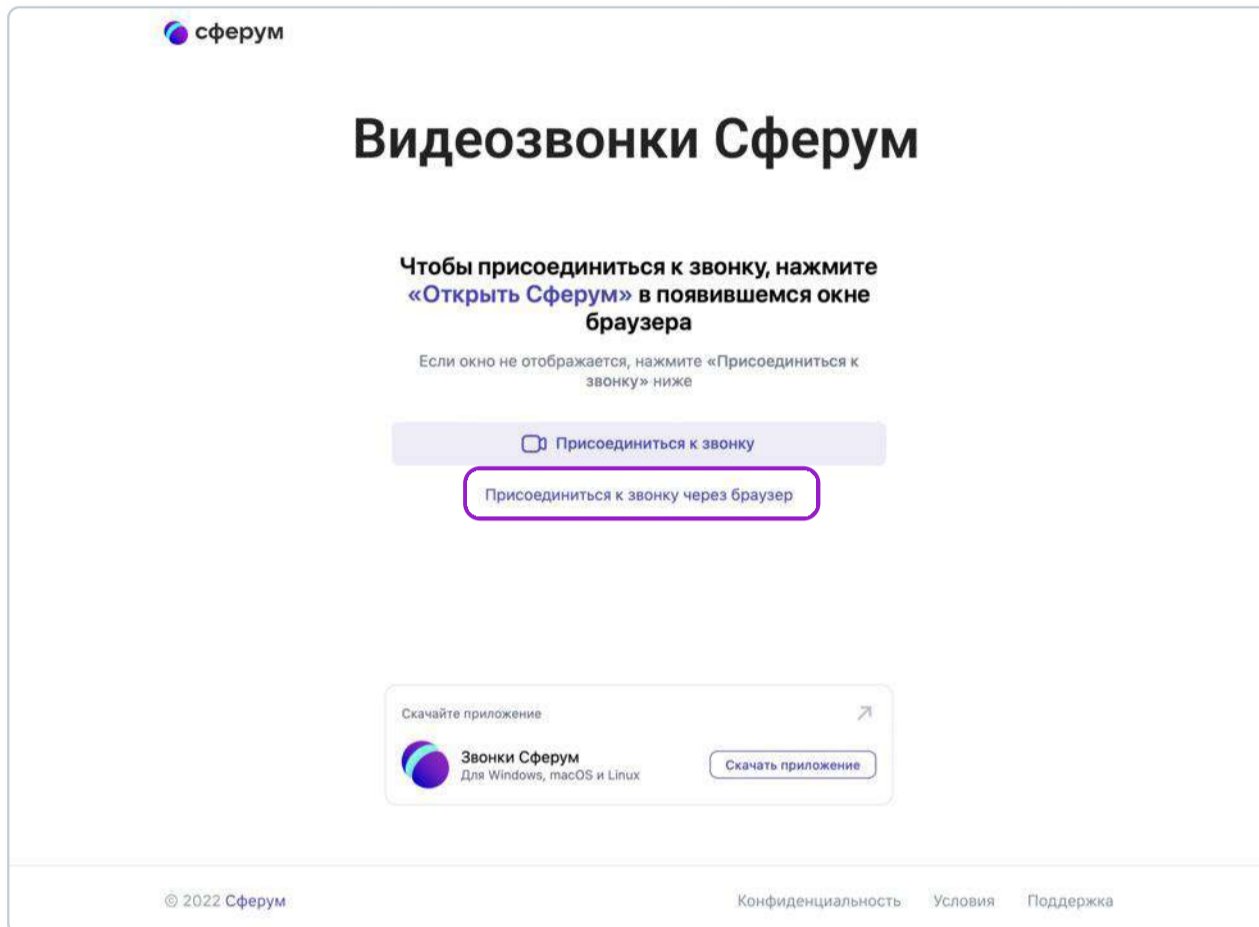 сферум
Видеозвонки Сферум
Чтобы присоединиться к звонку, нажмите
«Открыть Сферум» в появившемся окне
браузера
Если окно не отображается, нажмите «Присоединиться к
звонку» ниже
Присоединиться к звонку
Присоединиться к звонку через браузер
Скачайте приложение
Звонки Сферум
Для Windows, macOS и Linux
Скачать приложение
© 2022 Сферум
Конфиденциальность Условия Поддержка